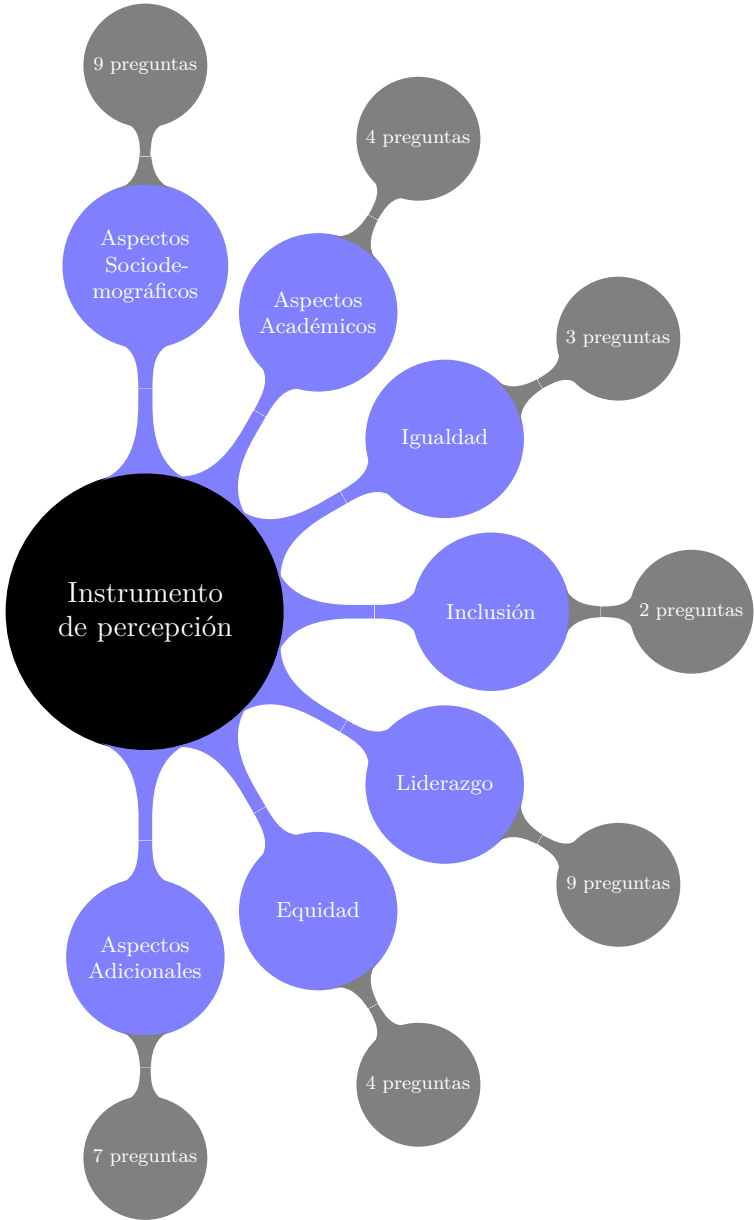 9 preguntas
Aspectos
Sociode-
mográficos
4 preguntas
Aspectos
Académicos
3 preguntas
Igualdad
Instrumento
de percepción
Inclusión
2 preguntas
Liderazgo
9 preguntas
Equidad
4 preguntas
Aspectos
Adicionales
7 preguntas